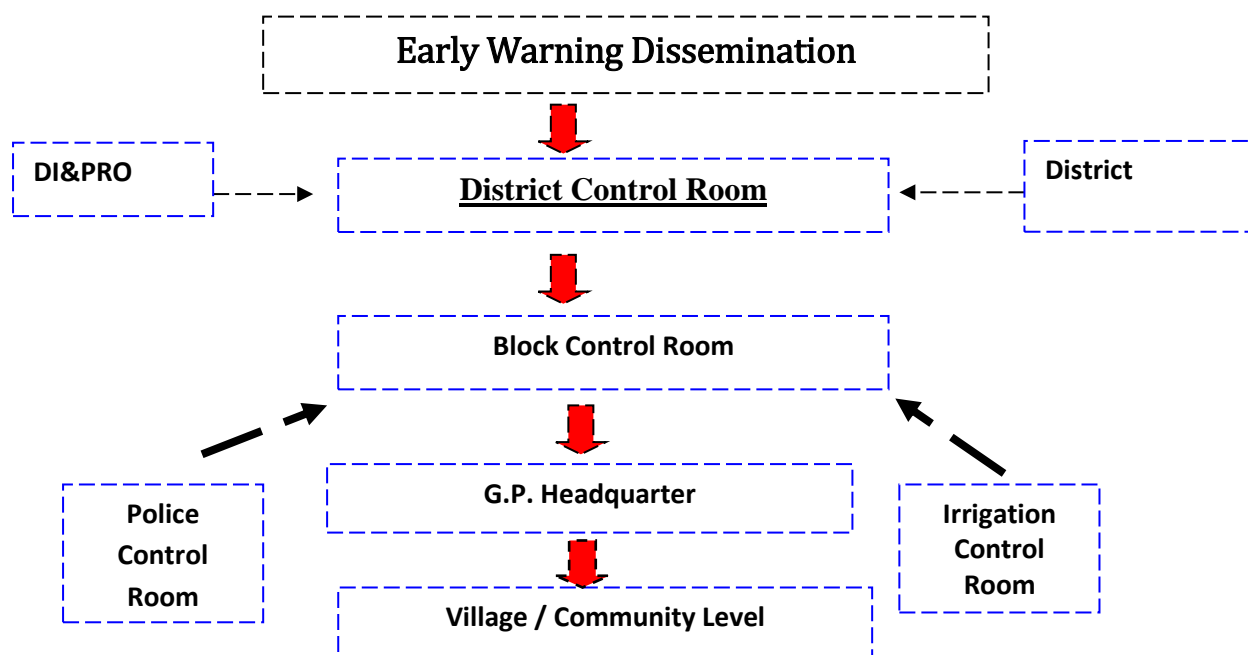 Early Warning Dissemination
DI&PRO
District Control Room
District
Block Control Room
G.P. Headquarter
Police
Control
Room
Irrigation
Control
Room
Village / Community Level